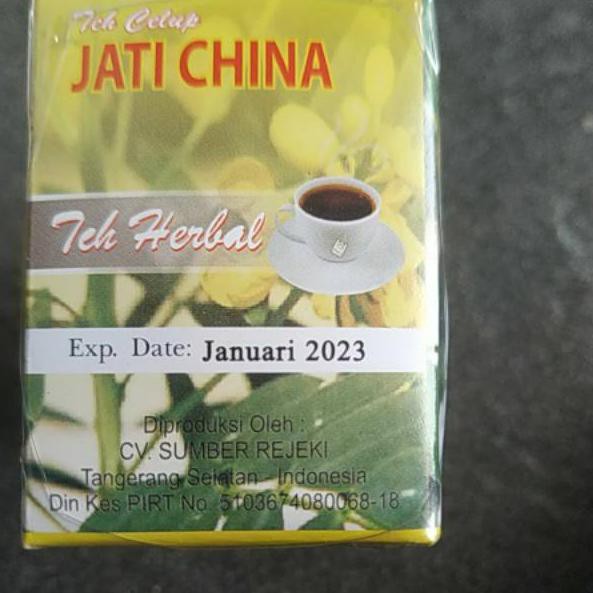 Teh Celup
JATI CHINA
Teh Herbal
Exp. Date: Januari 2023
Diproduksi Oleh :
CV. SUMBER REJEKI
Tangerang Selatan - Indonesia
Din Kes PIRT No. 5103674080068-18